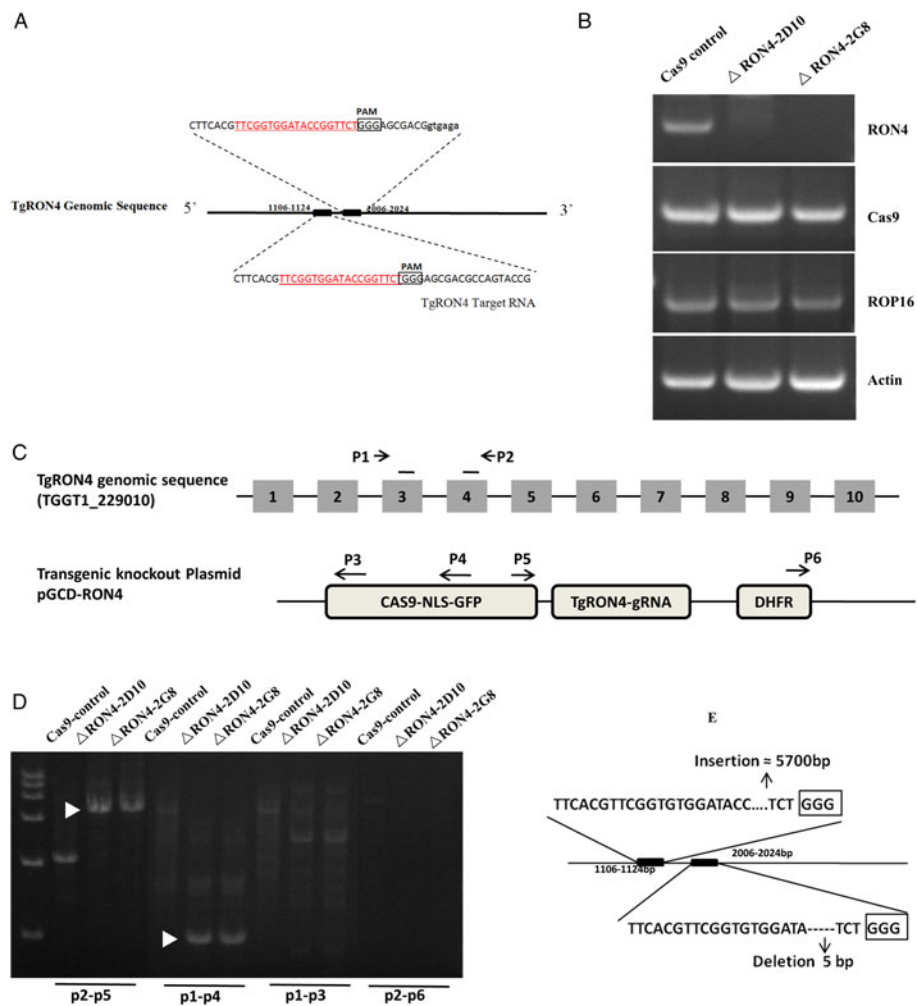 A
PAM
CTTCACGTTCGGTGGATACCGGTTCTGGGAGCGACGgtgaga
TgRON4 Genomic Sequence 5` 1106-1124 2006-2024 3`
PAM
CTTCACGTTCGGTGGATACCGGTTCTGGGAGCGACGCCAGTACCG
TgRON4 Target RNA
B
Cas9 control
△ RON4-2D10
△ RON4-2G8
RON4
Cas9
ROP16
Actin
C
P1 P2
TgRON4 genomic sequence
(TGGT1_229010)
1 2 3 4 5 6 7 8 9 10
P3 P4 P5 P6
Transgenic knockout Plasmid
pGCD-RON4
CAS9-NLS-GFP TgRON4-gRNA DHFR
D
Cas9-control
△RON4-2D10
△RON4-2G8
Cas9-control
△RON4-2D10
△RON4-2G8
Cas9-control
△RON4-2D10
△RON4-2G8
Cas9-control
△RON4-2D10
△RON4-2G8
p2-p5 p1-p4 p1-p3 p2-p6
E
Insertion ≈ 5700bp
TTCACGTTCGGTGTGGATACC....TCT GGG
2006-2024bp
1106-1124bp
TTCACGTTCGGTGTGGATA-----TCT GGG
Deletion 5 bp